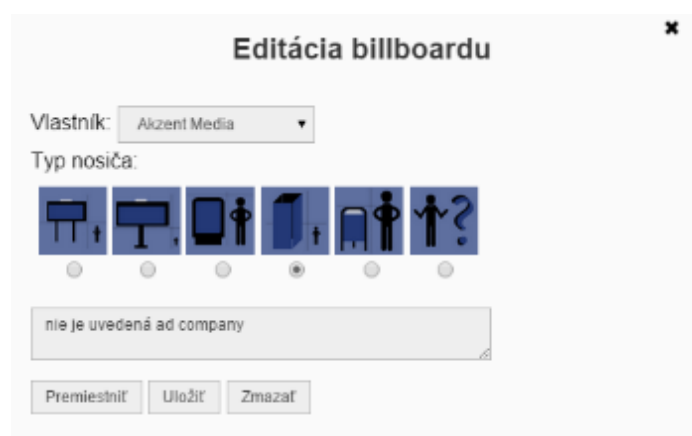 Editácia billboardu
✖
Vlastník: Akzent Media
Typ nosiča:
?
nie je uvedená ad company
Premiestniť Uložiť Zmazať